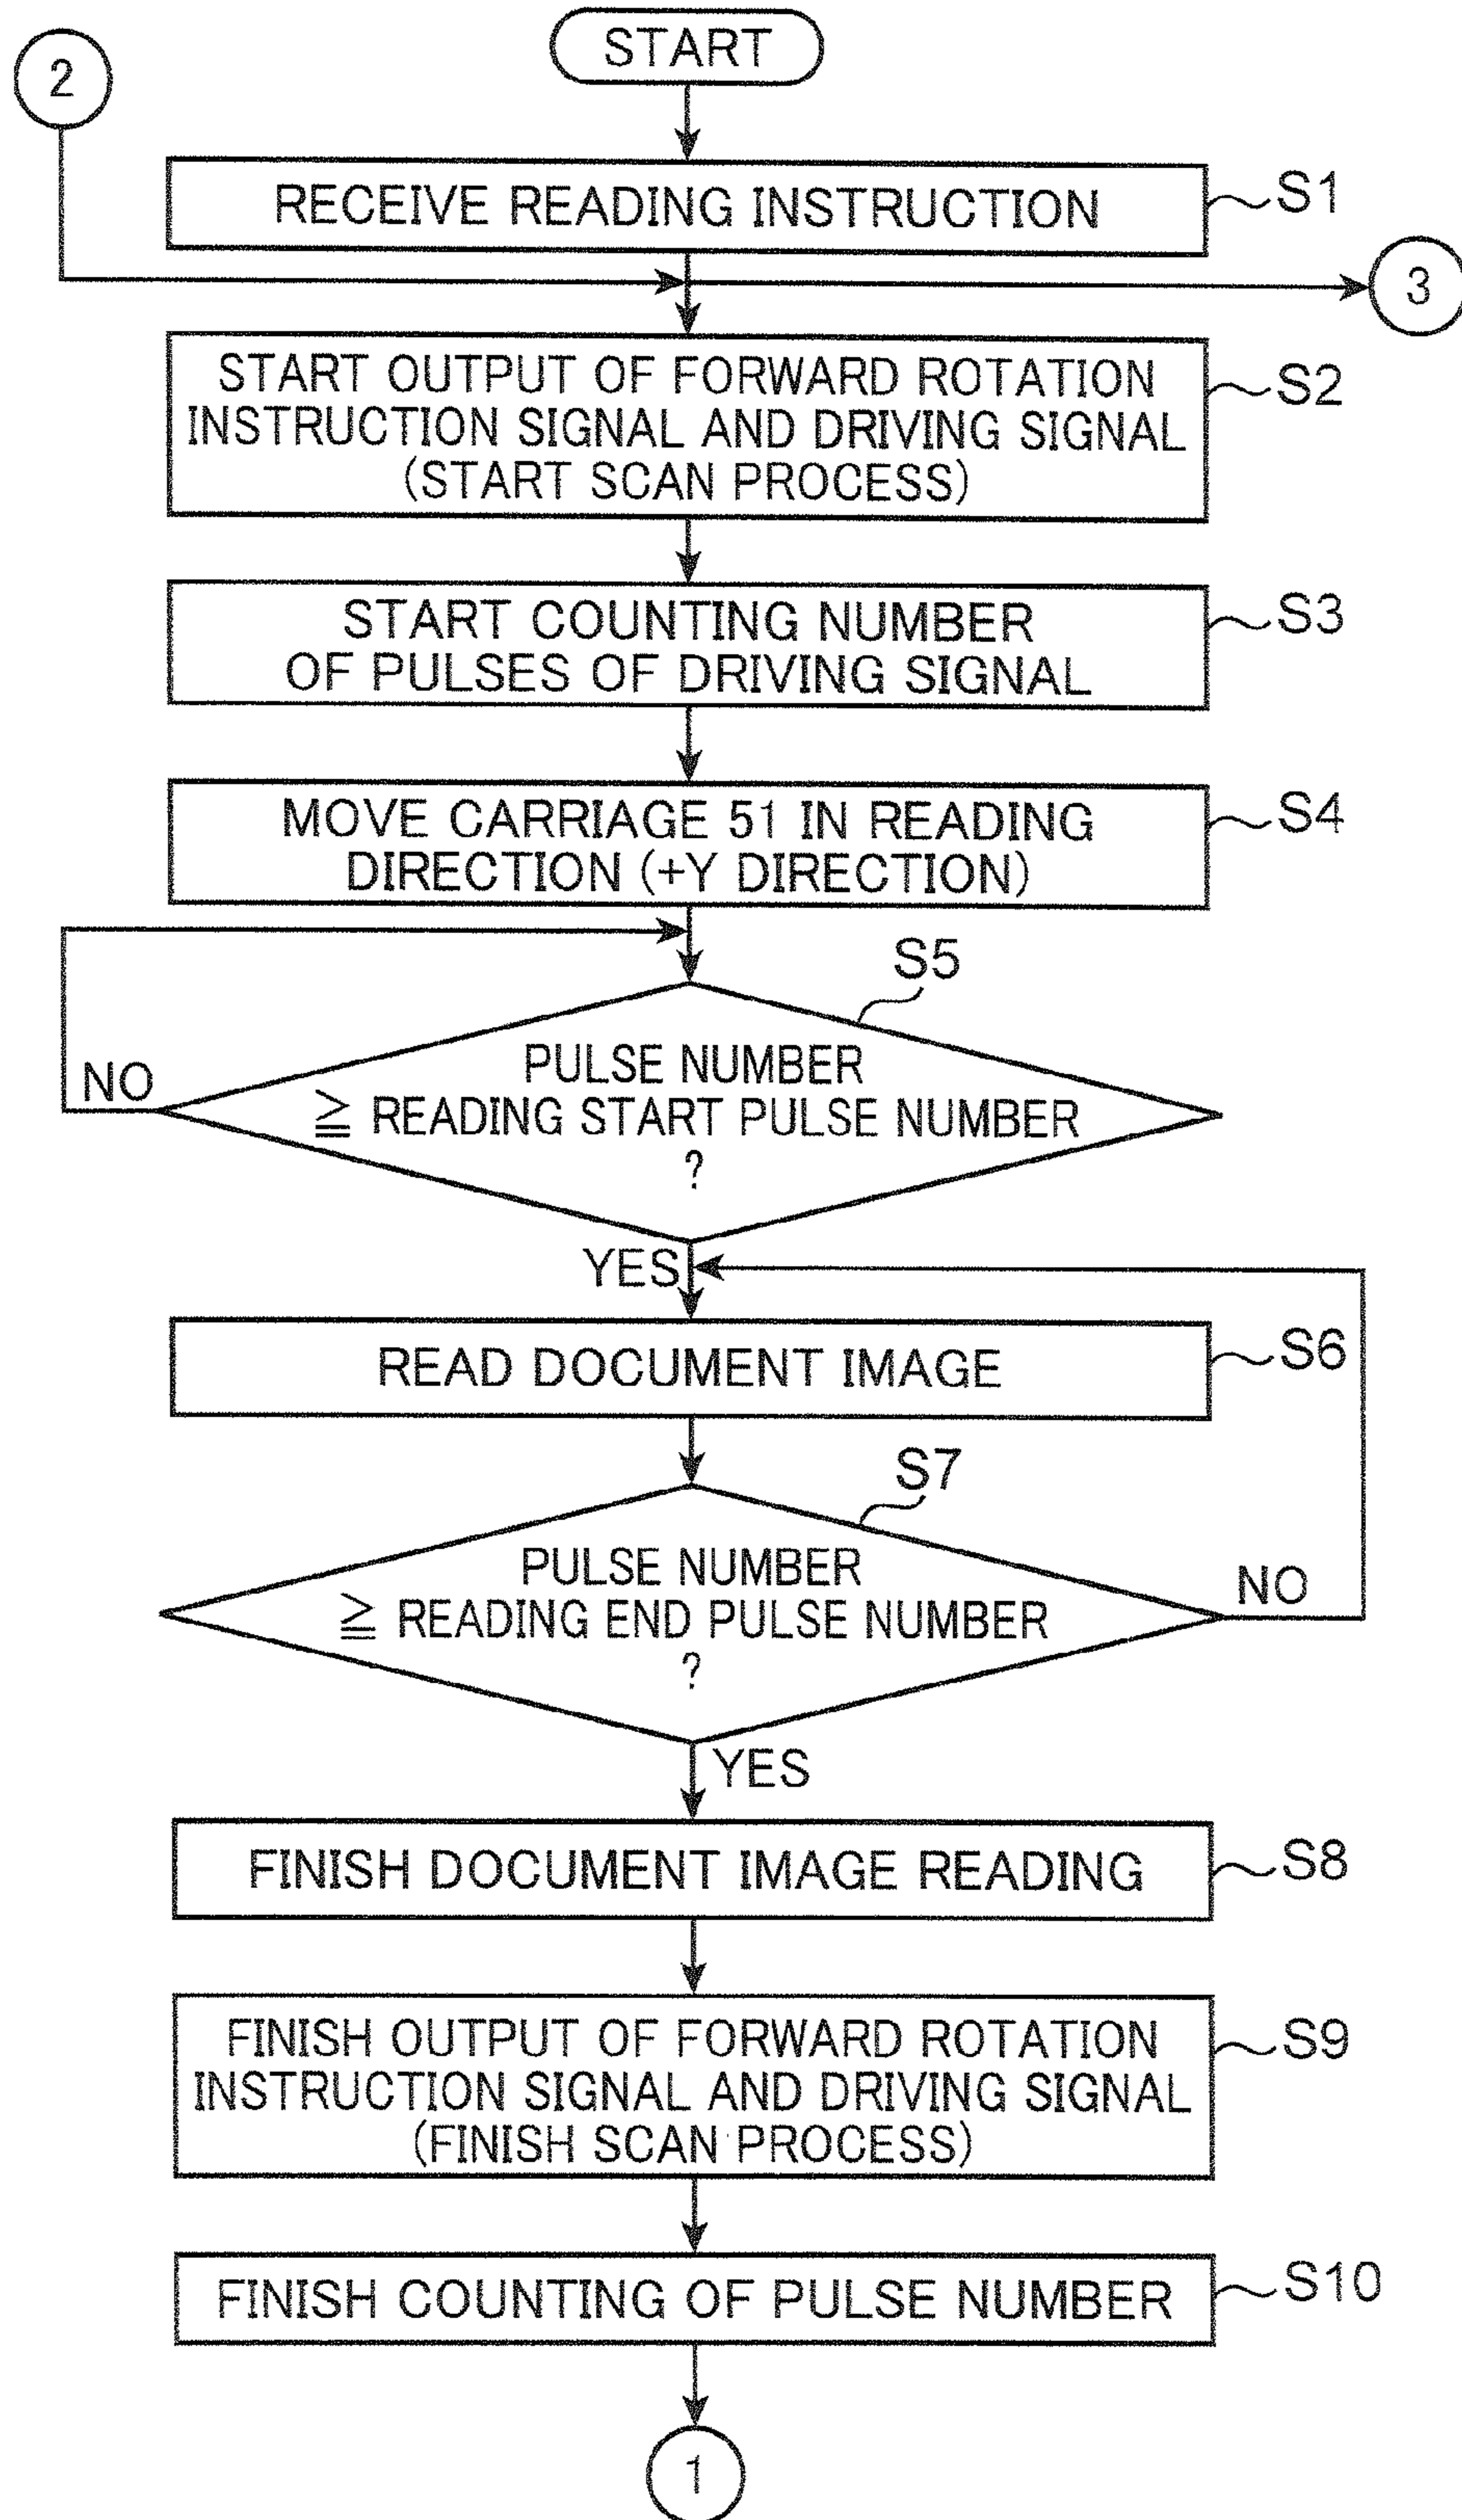 START
2
RECEIVE READING INSTRUCTION
S1
3
START OUTPUT OF FORWARD ROTATION
INSTRUCTION SIGNAL AND DRIVING SIGNAL
(START SCAN PROCESS)
S2
START COUNTING NUMBER
OF PULSES OF DRIVING SIGNAL
S3
MOVE CARRIAGE 51 IN READING
DIRECTION (+Y DIRECTION)
S4
S5
PULSE NUMBER
≧ READING START PULSE NUMBER
?
NO
YES
READ DOCUMENT IMAGE
S6
S7
PULSE NUMBER
≧ READING END PULSE NUMBER
?
NO
YES
FINISH DOCUMENT IMAGE READING
S8
FINISH OUTPUT OF FORWARD ROTATION
INSTRUCTION SIGNAL AND DRIVING SIGNAL
(FINISH SCAN PROCESS)
S9
FINISH COUNTING OF PULSE NUMBER
S10
1